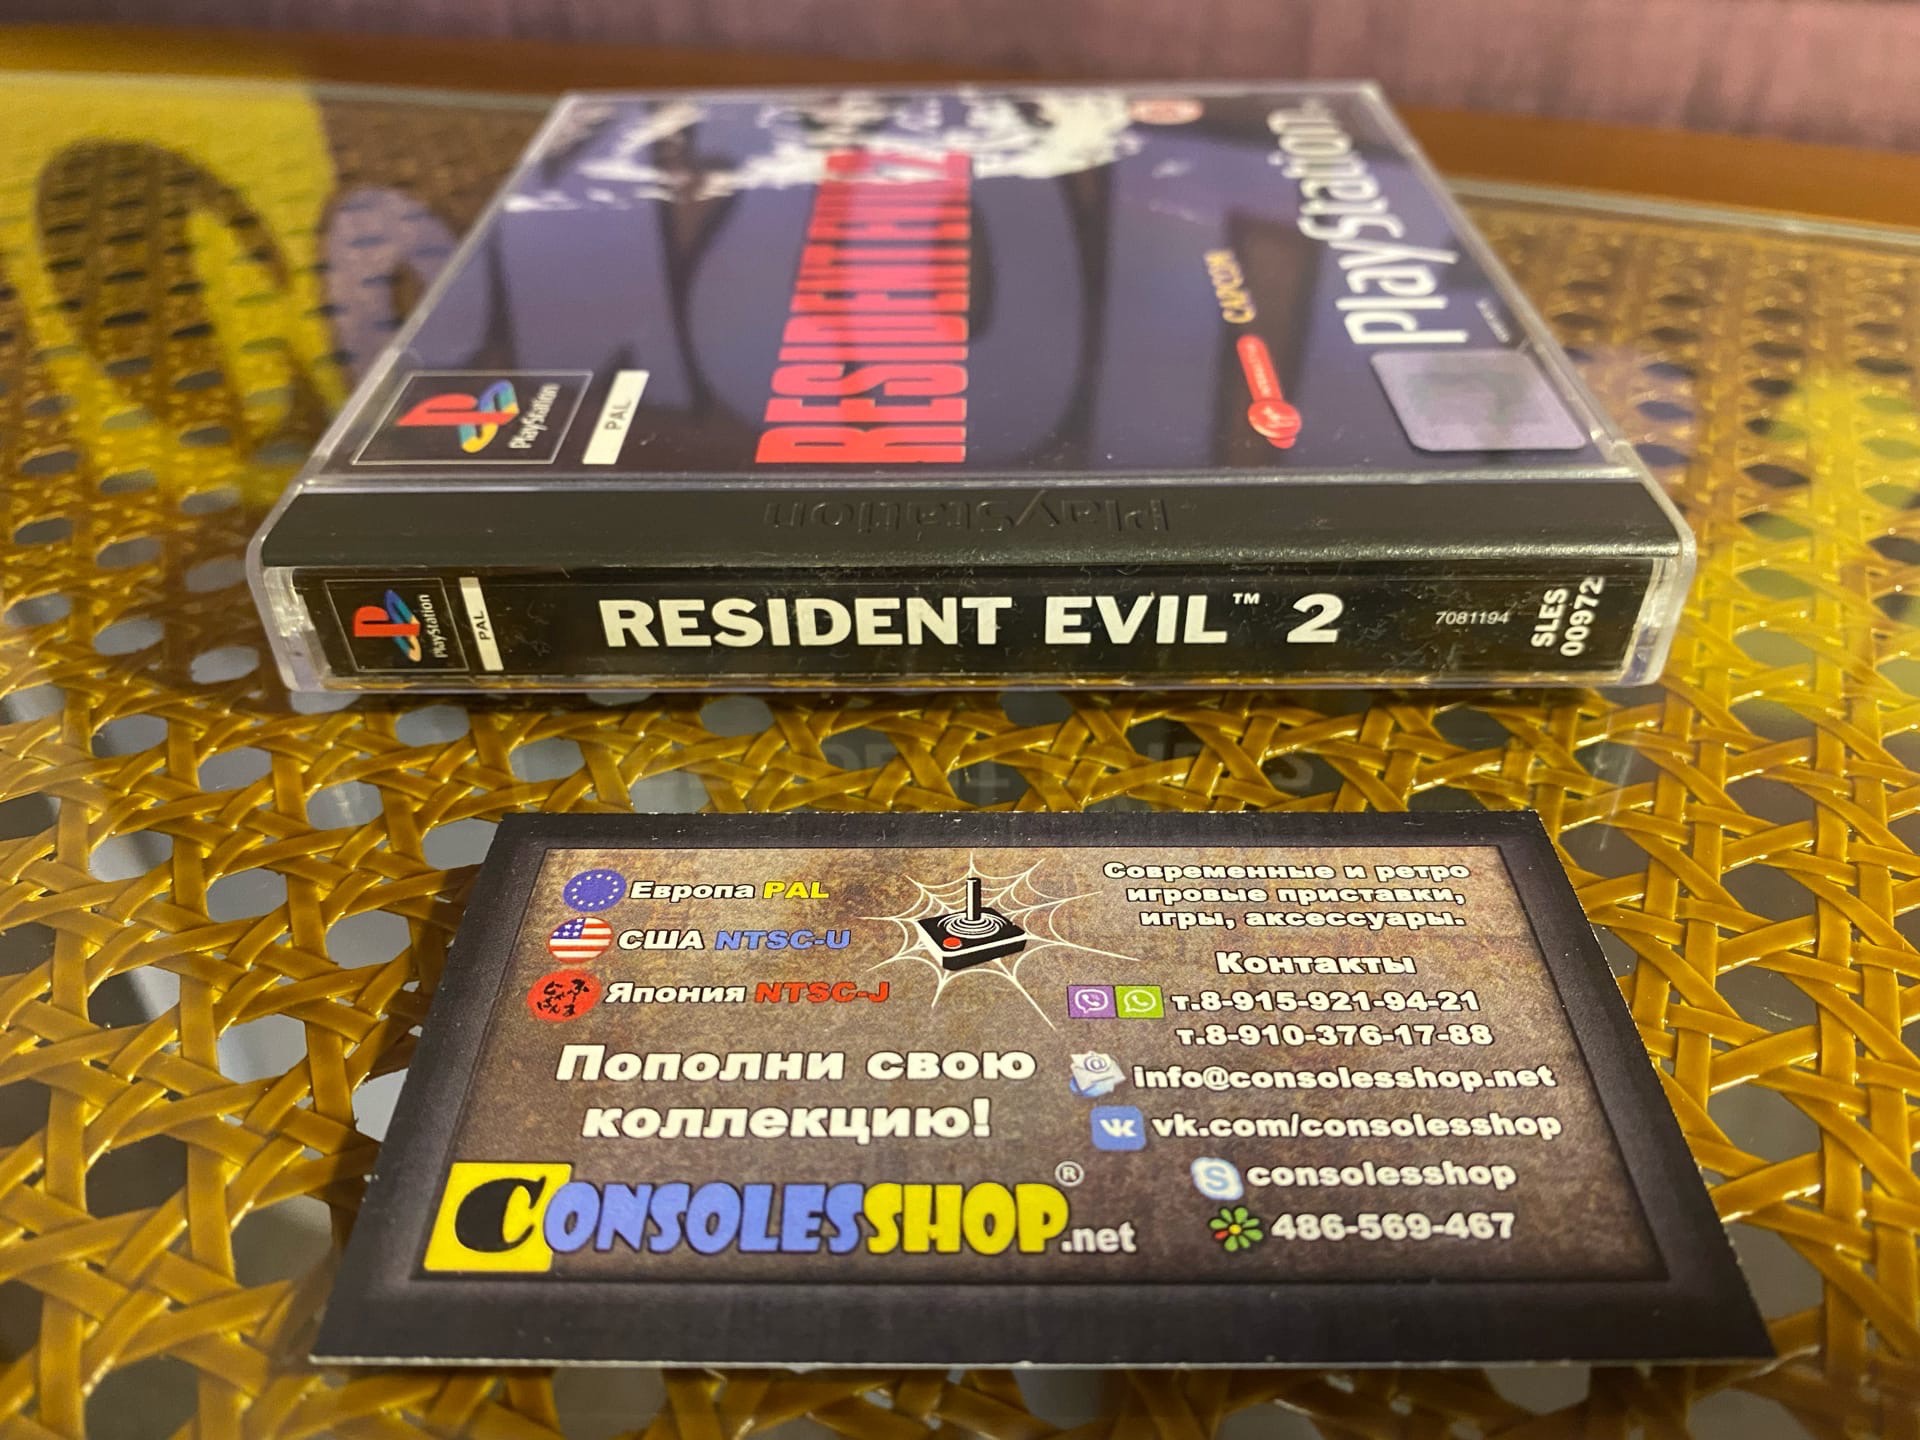 PlayStation
RESIDENT EVIL 2
CAPCOM
PlayStation
PAL
PlayStation
PlayStation
PAL
RESIDENT EVIL™ 2
7081194
SLES
00972
Европа PAL
США NTSC-U
Япония NTSC-J
Пополни свою
коллекцию!
CONSOLESSHOP®.net
Современные и ретро
игровые приставки,
игры, аксессуары.
Контакты
т.8-915-921-94-21
т.8-910-376-17-88
info@consolesshop.net
vk.com/consolesshop
consolesshop
486-569-467